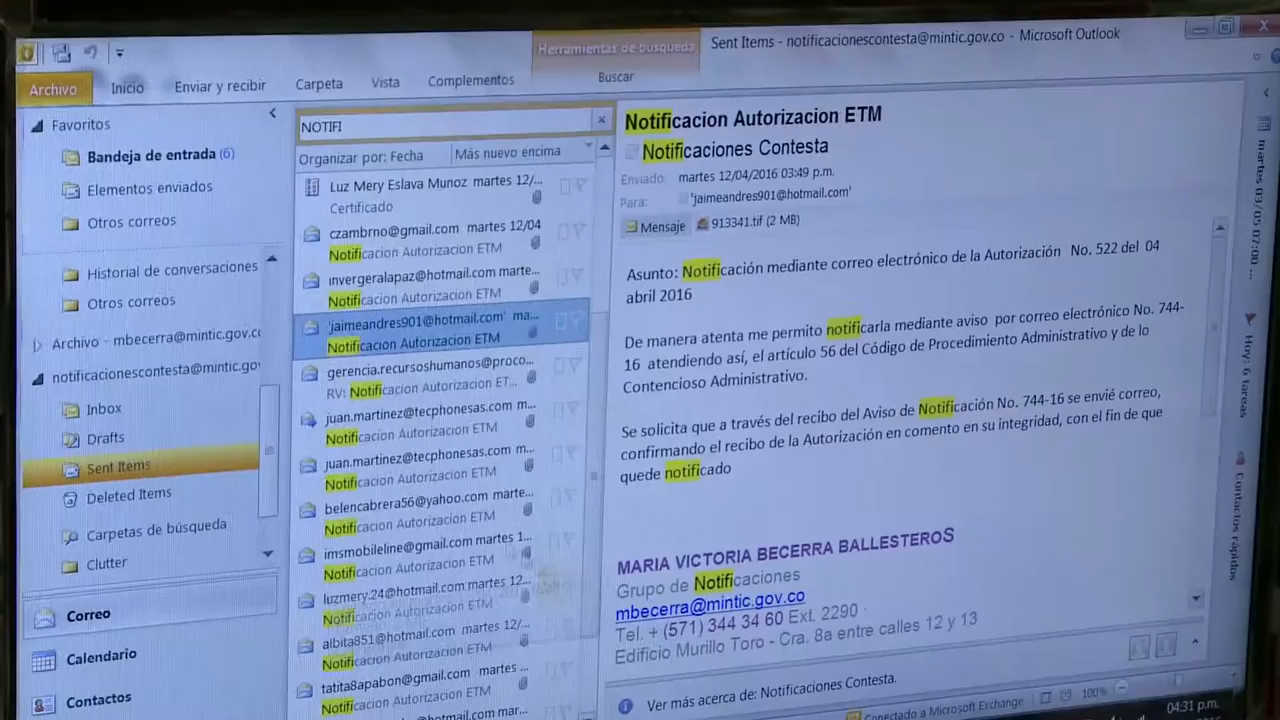 Herramientas de búsqueda
Sent Items - notificacionescontesta@mintic.gov.co - Microsoft Outlook
Archivo
Inicio
Enviar y recibir
Carpeta
Vista
Complementos
Buscar
Favoritos
Bandeja de entrada (6)
Elementos enviados
Otros correos
Historial de conversaciones
Otros correos
Archivo - mbecerra@mintic.gov.co
notificacionescontesta@mintic.gov
Inbox
Drafts
Sent Items
Deleted Items
Carpetas de búsqueda
Clutter
Correo
Calendario
Contactos
NOTIFI
Organizar por: Fecha
Más nuevo encima
Luz Mery Eslava Munoz martes 12/...
Certificado
czambrno@gmail.com martes 12/04
Notificacion Autorizacion ETM
invergeralapaz@hotmail.com marte...
Notificacion Autorizacion ETM
'jaimeandres901@hotmail.com' ma...
Notificacion Autorizacion ETM
gerencia.recursoshumanos@proco...
RV: Notificacion Autorizacion ET...
juan.martinez@tecphonesas.com m...
Notificacion Autorizacion ETM
juan.martinez@tecphonesas.com m...
Notificacion Autorizacion ETM
belencabrera56@yahoo.com marte...
Notificacion Autorizacion ETM
imsmobileline@gmail.com martes 1...
Notificacion Autorizacion ETM
luzmery.24@hotmail.com martes 12...
Notificacion Autorizacion ETM
albita851@hotmail.com martes 12/...
Notificacion Autorizacion ETM
tatita8apabon@gmail.com martes ...
Notificacion Autorizacion ETM
Notificacion Autorizacion ETM
Notificaciones Contesta
Enviado: martes 12/04/2016 03:49 p.m.
Para: 'jaimeandres901@hotmail.com'
Mensaje
913341.tif (2 MB)
Asunto: Notificación mediante correo electrónico de la Autorización No. 522 del 04
abril 2016
De manera atenta me permito notificarla mediante aviso por correo electrónico No. 744-
16 atendiendo así, el artículo 56 del Código de Procedimiento Administrativo y de lo
Contencioso Administrativo.
Se solicita que a través del recibo del Aviso de Notificación No. 744-16 se envié correo,
confirmando el recibo de la Autorización en comento en su integridad, con el fin de que
quede notificado
MARIA VICTORIA BECERRA BALLESTEROS
Grupo de Notificaciones
mbecerra@mintic.gov.co
Tel. + (571) 344 34 60 Ext. 2290
Edificio Murillo Toro - Cra. 8a entre calles 12 y 13
Ver más acerca de: Notificaciones Contesta.
Conectado a Microsoft Exchange
100%
04:31 p.m.
martes 03/05 07:00 ...
Hoy: 6 tareas
Contactos rápidos